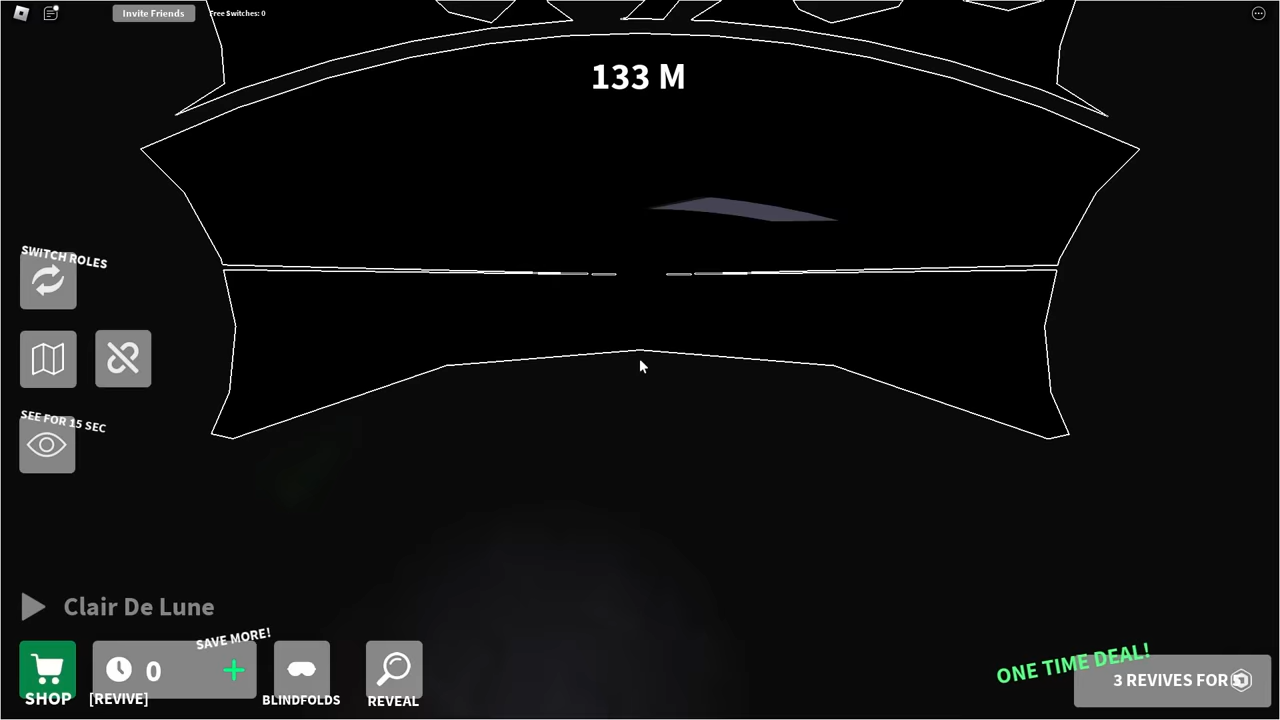 Invite Friends
Free Switches: 0
133 M
SWITCH ROLES
SEE FOR 15 SEC
Clair De Lune
SAVE MORE!
0
SHOP
[REVIVE]
BLINDFOLDS
REVEAL
ONE TIME DEAL!
3 REVIVES FOR